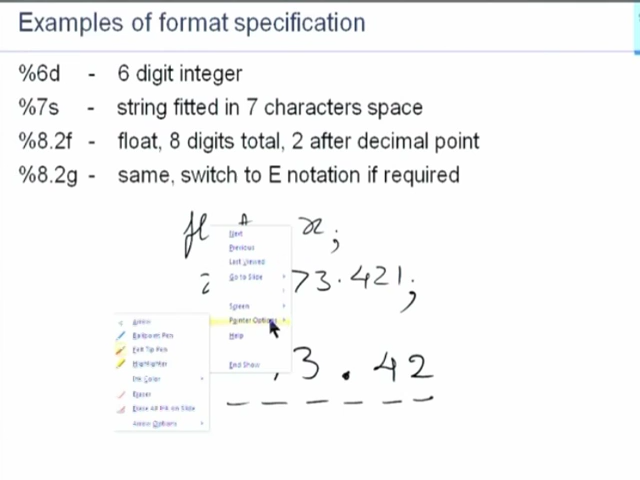 Examples of format specification
%6d - 6 digit integer
%7s - string fitted in 7 characters space
%8.2f - float, 8 digits total, 2 after decimal point
%8.2g - same, switch to E notation if required
x;
73.421;
3.42
Next
Previous
Last Viewed
Go to Slide
Screen
Pointer Options
Help
End Show
Arrow
Ballpoint Pen
Felt Tip Pen
Highlighter
Ink Color
Eraser
Erase All Ink on Slide
Arrow Options